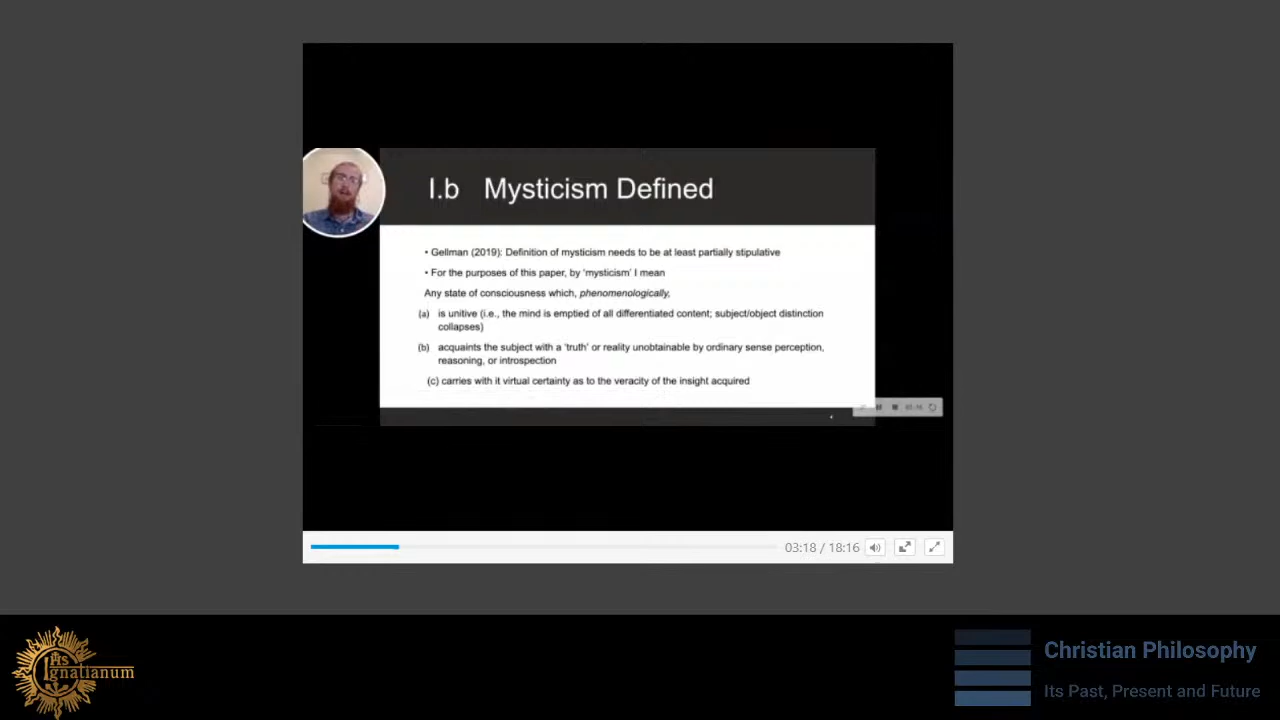 I.b Mysticism Defined
• Gellman (2019): Definition of mysticism needs to be at least partially stipulative
• For the purposes of this paper, by 'mysticism' I mean
Any state of consciousness which, phenomenologically,
(a) is unitive (i.e., the mind is emptied of all differentiated content; subject/object distinction
collapses)
(b) acquaints the subject with a 'truth' or reality unobtainable by ordinary sense perception,
reasoning, or introspection
(c) carries with it virtual certainty as to the veracity of the insight acquired
03:18 / 18:16
Ignatianum
Christian Philosophy
Its Past, Present and Future